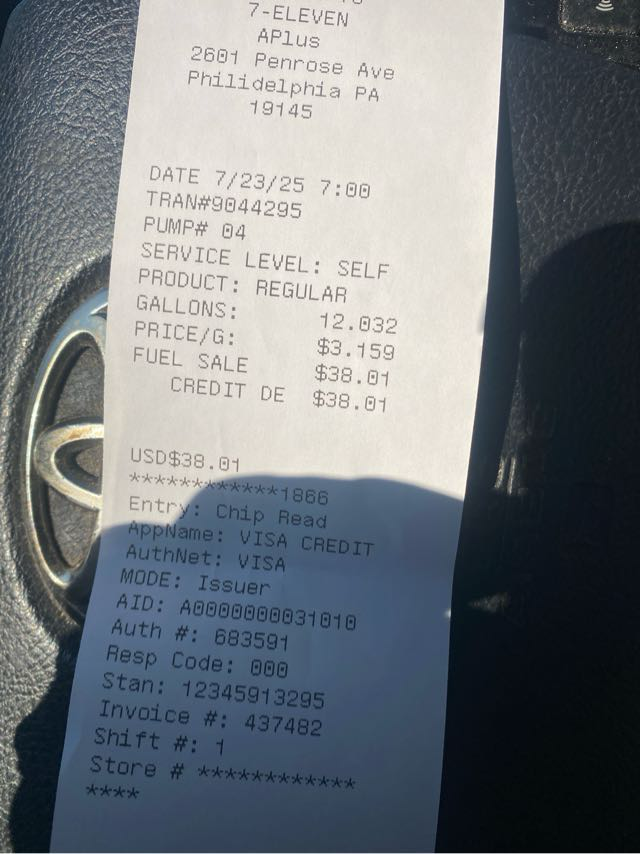 7-ELEVEN
APlus
2601 Penrose Ave
Philidelphia PA
19145
DATE 7/23/25 7:00
TRAN#9044295
PUMP# 04
SERVICE LEVEL: SELF
PRODUCT: REGULAR
GALLONS: 12.032
PRICE/G: $3.159
FUEL SALE $38.01
CREDIT DE $38.01
USD$38.01
************1866
Entry: Chip Read
AppName: VISA CREDIT
AuthNet: VISA
MODE: Issuer
AID: A0000000031010
Auth #: 683591
Resp Code: 000
Stan: 12345913295
Invoice #: 437482
Shift #: 1
Store # ************
****